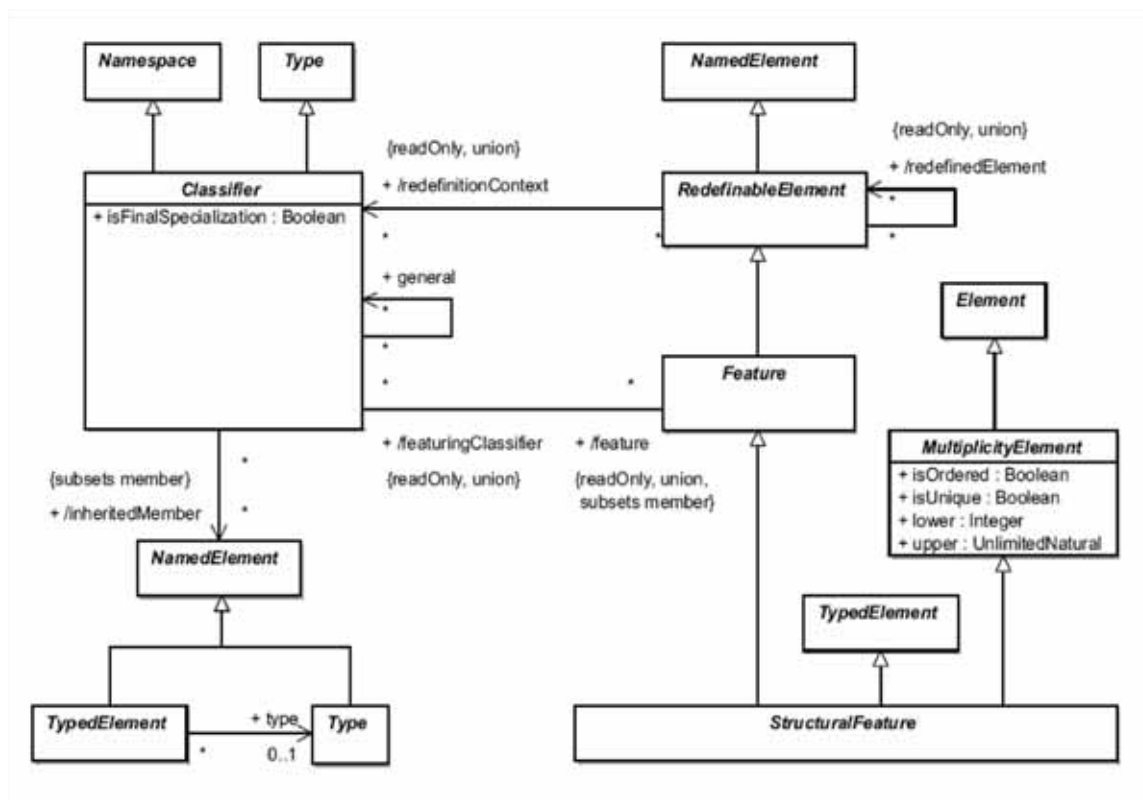 Namespace
Type
NamedElement
{readOnly, union}
+ /redefinedElement
*
*
{readOnly, union}
+ /redefinitionContext
*
*
Classifier
+ isFinalSpecialization : Boolean
RedefinableElement
+ general
*
*
Element
*
*
Feature
+ /featuringClassifier
{readOnly, union}
+ /feature
{readOnly, union,
subsets member}
MultiplicityElement
+ isOrdered : Boolean
+ isUnique : Boolean
+ lower : Integer
+ upper : UnlimitedNatural
{subsets member}
+ /inheritedMember
*
*
NamedElement
TypedElement
TypedElement
+ type
*
0..1
Type
StructuralFeature